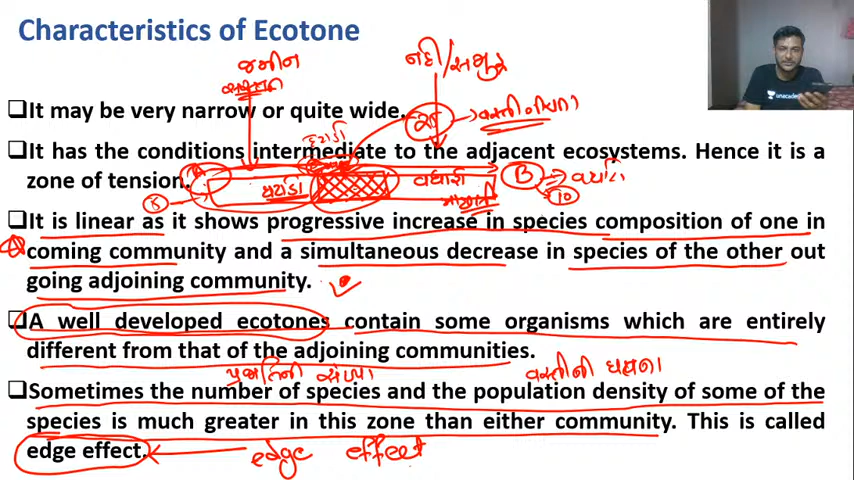 Characteristics of Ecotone
જમીન
નદી/સમુદ્ર
❑It may be very narrow or quite wide.
❑It has the conditions intermediate to the adjacent ecosystems. Hence it is a
zone of tension.
B
10
❑It is linear as it shows progressive increase in species composition of one in
coming community and a simultaneous decrease in species of the other out
going adjoining community.
❑A well developed ecotones contain some organisms which are entirely
different from that of the adjoining communities.
પ્રજાતિની સંખ્યા
વસ્તીની ઘનતા
❑Sometimes the number of species and the population density of some of the
species is much greater in this zone than either community. This is called
edge effect.
edge effect
unacademy